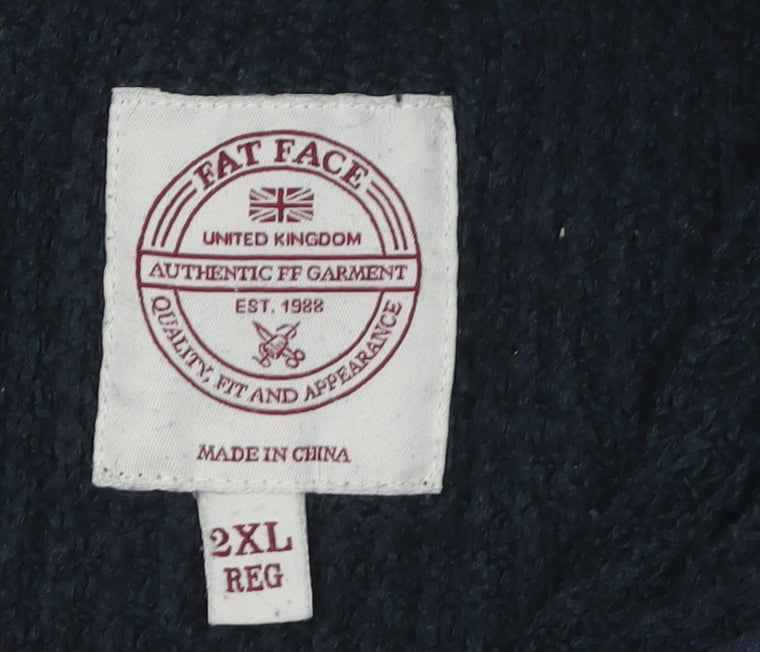 FAT FACE
UNITED KINGDOM
AUTHENTIC FF GARMENT
EST. 1988
QUALITY, FIT AND APPEARANCE
MADE IN CHINA
2XL
REG